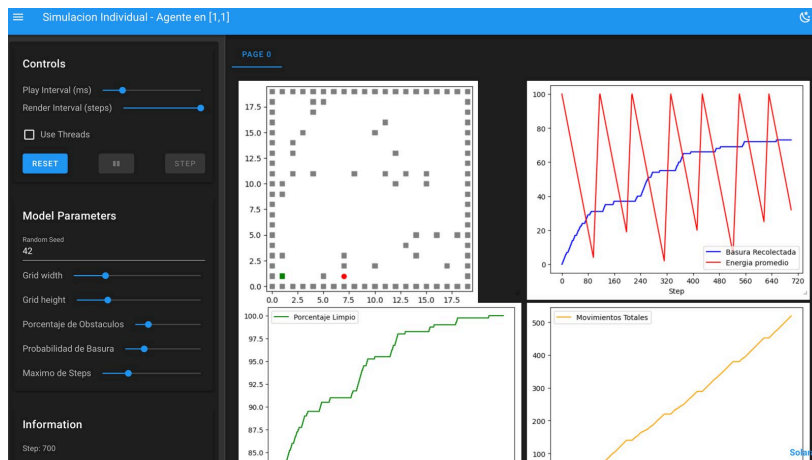 Simulacion Individual - Agente en [1,1]
Controls
Play Interval (ms)
Render Interval (steps)
Use Threads
RESET
STEP
Model Parameters
Random Seed
42
Grid width
Grid height
Porcentaje de Obstaculos
Probabilidad de Basura
Maximo de Steps
Information
Step: 700
PAGE 0
17.5
15.0
12.5
10.0
7.5
5.0
2.5
0.0
0.0 2.5 5.0 7.5 10.0 12.5 15.0 17.5
100
80
60
40
20
0
Basura Recolectada
Energia promedio
0 80 160 240 320 400 480 560 640 720
Step
100.0
97.5
95.0
92.5
90.0
87.5
85.0
Porcentaje Limpio
500
400
300
200
100
Movimientos Totales